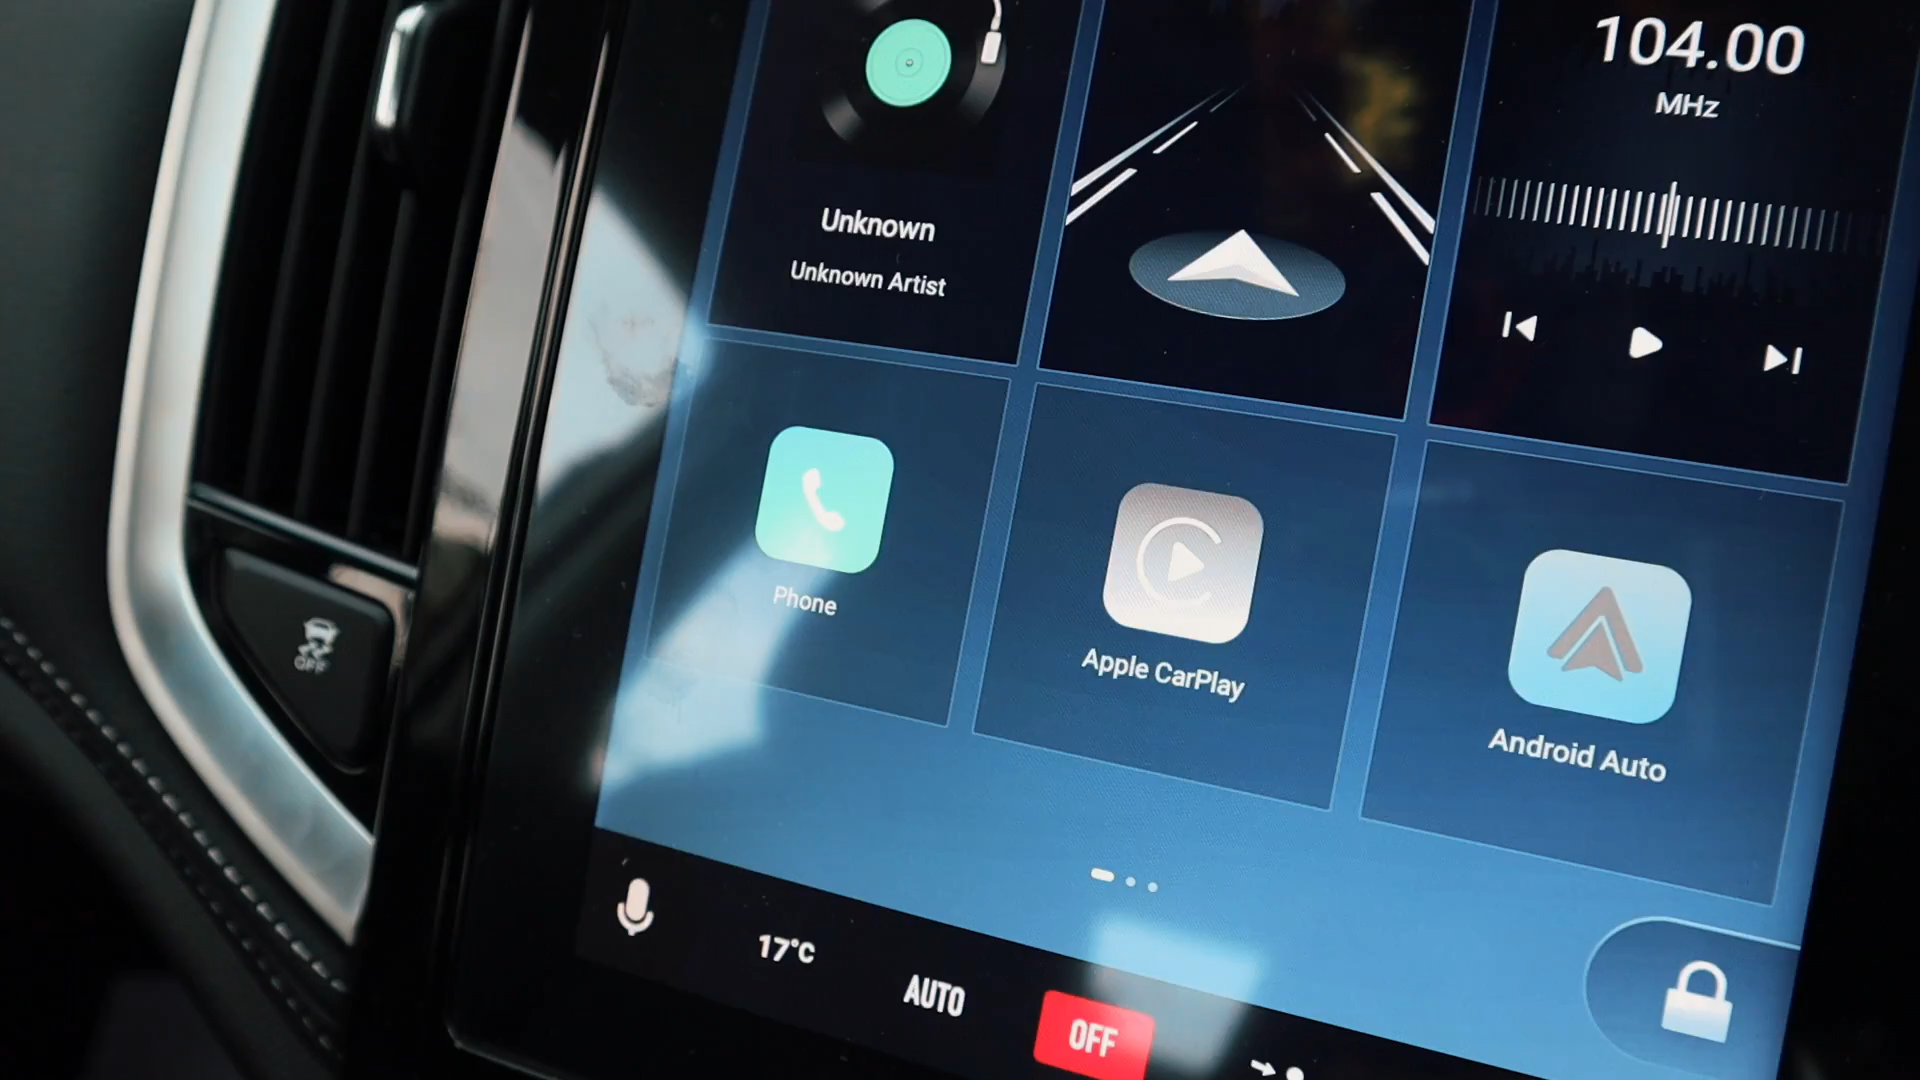 104.00
MHz
Unknown
Unknown Artist
Phone
Apple CarPlay
Android Auto
OFF
17°C
AUTO
OFF